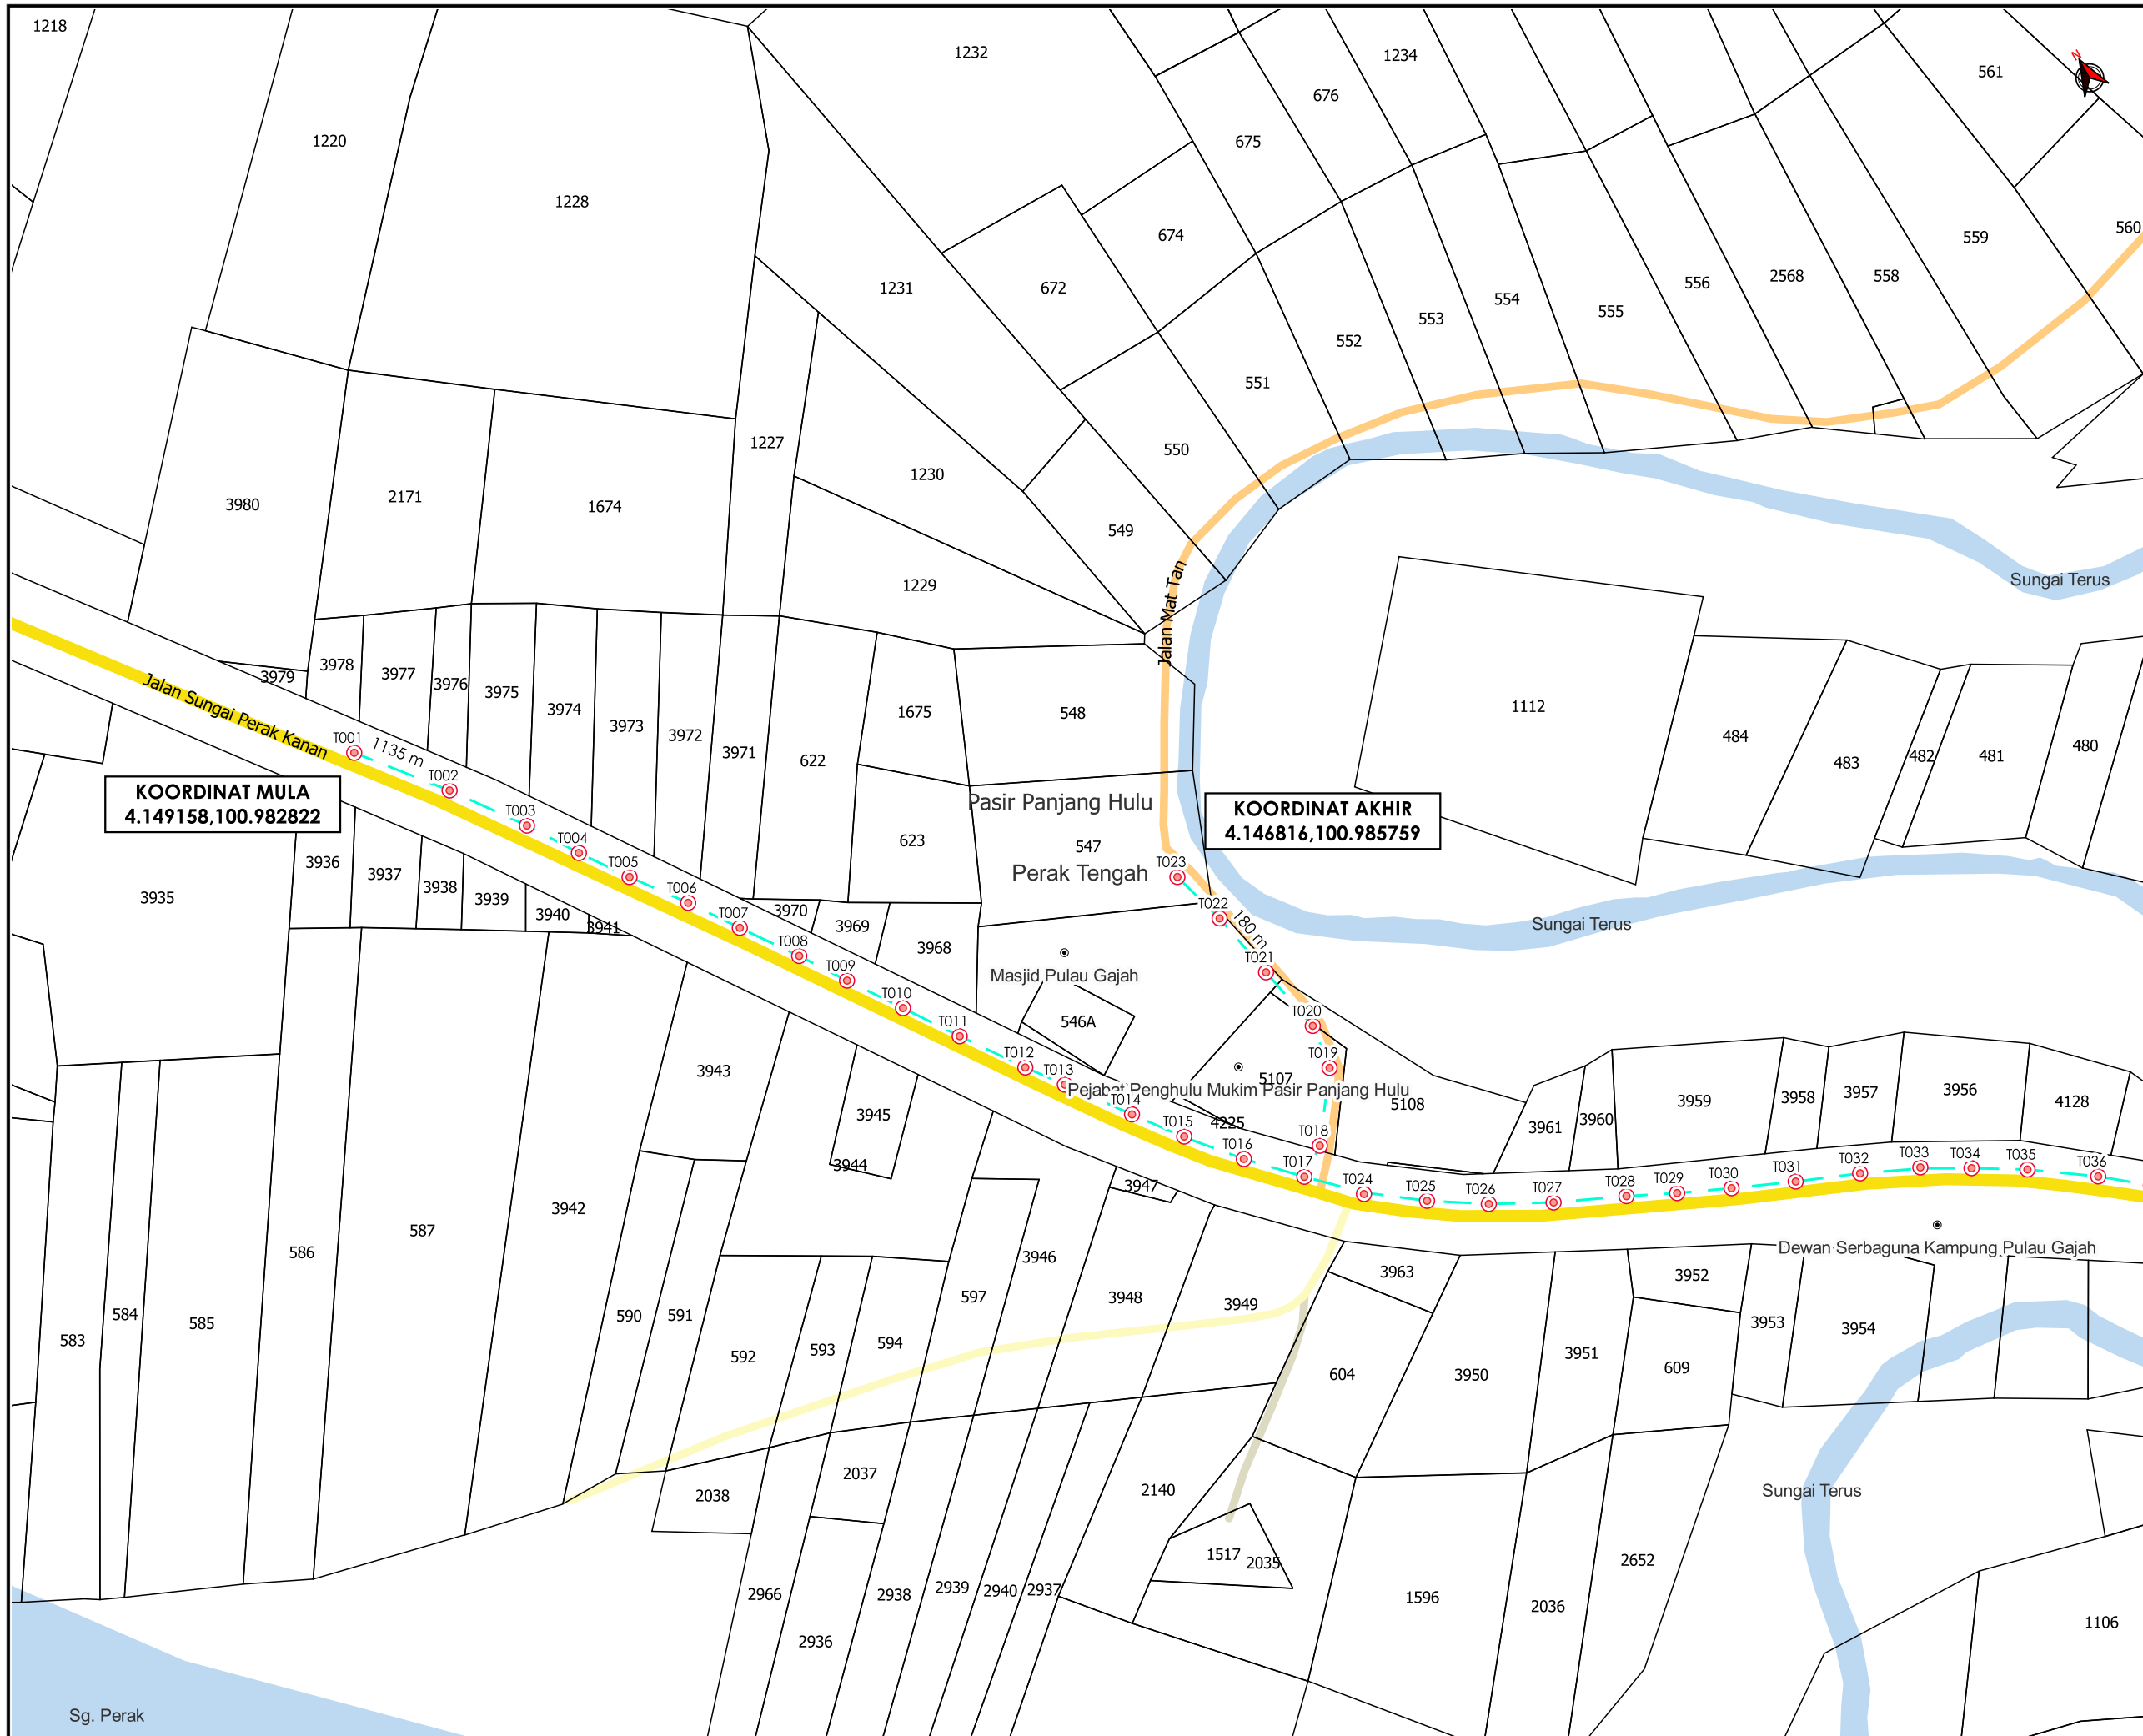 1218
1232
1234
561
N
676
1220
675
1228
674
559
560
1231
672
556
2568
558
554
555
553
552
551
1227
550
1230
2171
3980
1674
549
1229
Sungai Terus
Jalan Mat Tan
3978
3979
3977
3976
3975
3974
3973
3972
3971
1675
548
1112
484
483
482
481
480
622
Jalan Sungai Perak Kanan
T001
1135 m
T002
KOORDINAT MULA
4.149158,100.982822
T003
T004
T005
T006
T007
T008
T009
T010
T011
T012
T013
T014
T015
T016
T017
Pasir Panjang Hulu
KOORDINAT AKHIR
4.146816,100.985759
623
547
Perak Tengah
T023
T022
180 m
T021
T020
T019
T018
3936
3937
3938
3939
3940
3941
3935
3970
3969
3968
Sungai Terus
Masjid Pulau Gajah
546A
5107
Pejabat Penghulu Mukim Pasir Panjang Hulu
4225
5108
3961
3960
3959
3958
3957
3956
4128
3943
3945
3944
3947
T024
T025
T026
T027
T028
T029
T030
T031
T032
T033
T034
T035
T036
Dewan Serbaguna Kampung Pulau Gajah
3942
587
586
585
584
583
590
591
592
593
594
597
3946
3948
3949
3963
604
3950
3951
3952
609
3953
3954
2038
2037
2140
1517
2035
Sungai Terus
2652
2966
2936
2938
2939
2940
2937
1596
2036
1106
Sg. Perak